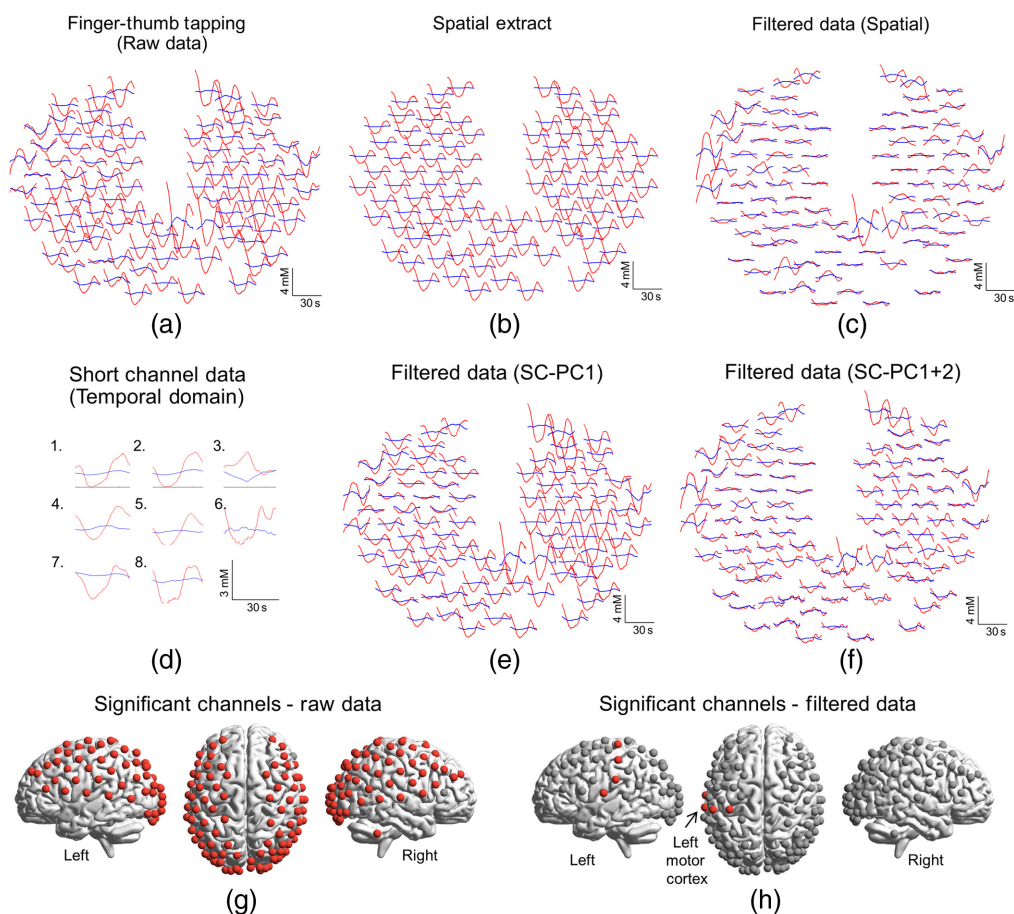 Finger-thumb tapping
(Raw data)
Spatial extract
Filtered data (Spatial)
4 mM
30 s
4 mM
30 s
4 mM
30 s
(a)
(b)
(c)
Short channel data
(Temporal domain)
Filtered data (SC-PC1)
Filtered data (SC-PC1+2)
1.
2.
3.
4.
5.
6.
7.
8.
3 mM
30 s
4 mM
30 s
4 mM
30 s
(d)
(e)
(f)
Significant channels - raw data
Significant channels - filtered data
Left
Right
Left
Left
motor
cortex
Right
(g)
(h)